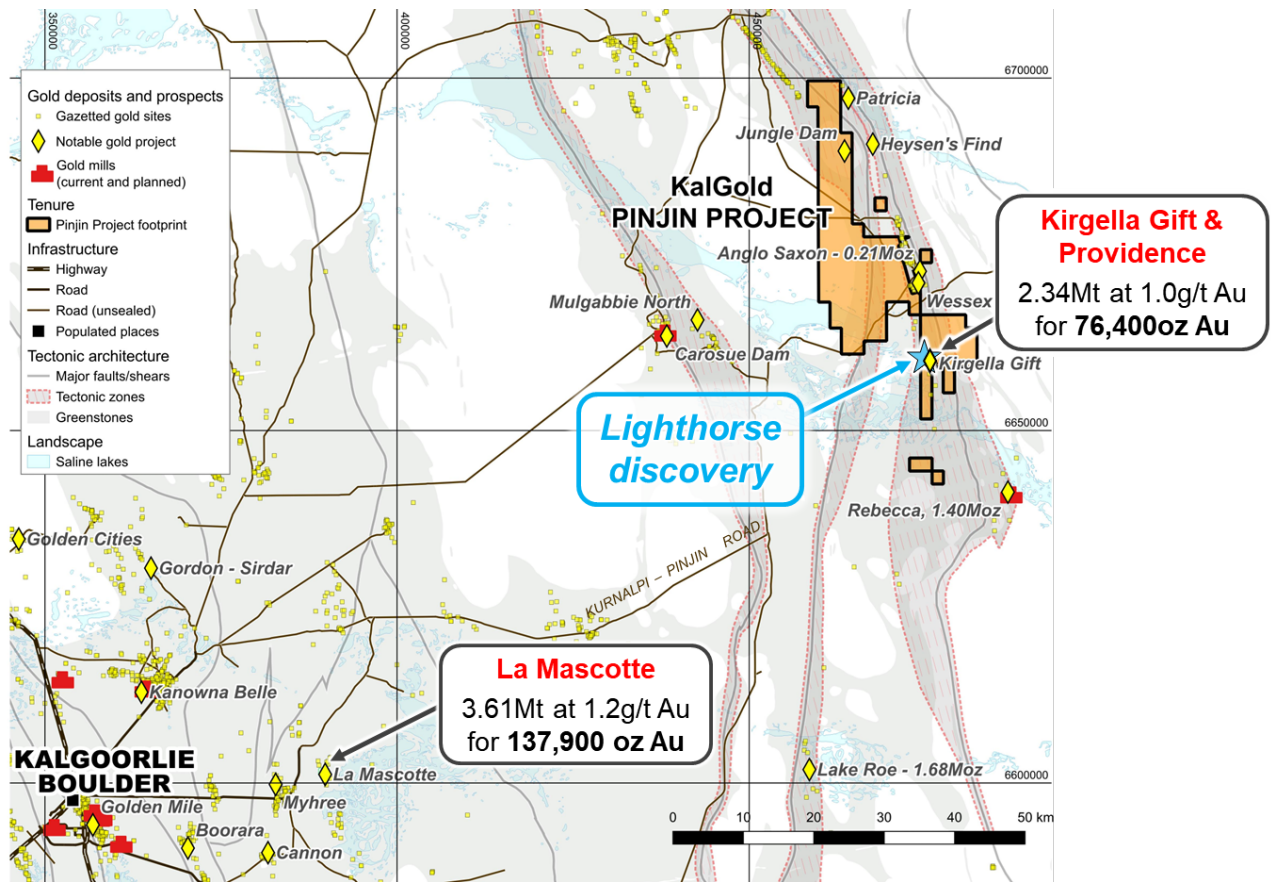 350000
400000
450000
6700000
6650000
6600000
Gold deposits and prospects
Gazetted gold sites
Notable gold project
Gold mills
(current and planned)
Tenure
Pinjin Project footprint
Infrastructure
Highway
Road
Road (unsealed)
Populated places
Tectonic architecture
Major faults/shears
Tectonic zones
Greenstones
Landscape
Saline lakes
Patricia
Jungle Dam
Heysen's Find
KalGold
PINJIN PROJECT
Anglo Saxon - 0.21Moz
Wessex
Kirgella Gift &
Providence
2.34Mt at 1.0g/t Au
for 76,400oz Au
Mulgabbie North
Carosue Dam
Kirgella Gift
Lighthorse
discovery
Rebecca, 1.40Moz
Golden Cities
Gordon - Sirdar
KURNALPI – PINJIN ROAD
Kanowna Belle
La Mascotte
3.61Mt at 1.2g/t Au
for 137,900 oz Au
KALGOORLIE
BOULDER
Golden Mile
La Mascotte
Myhree
Boorara
Cannon
Lake Roe - 1.68Moz
0 10 20 30 40 50 km